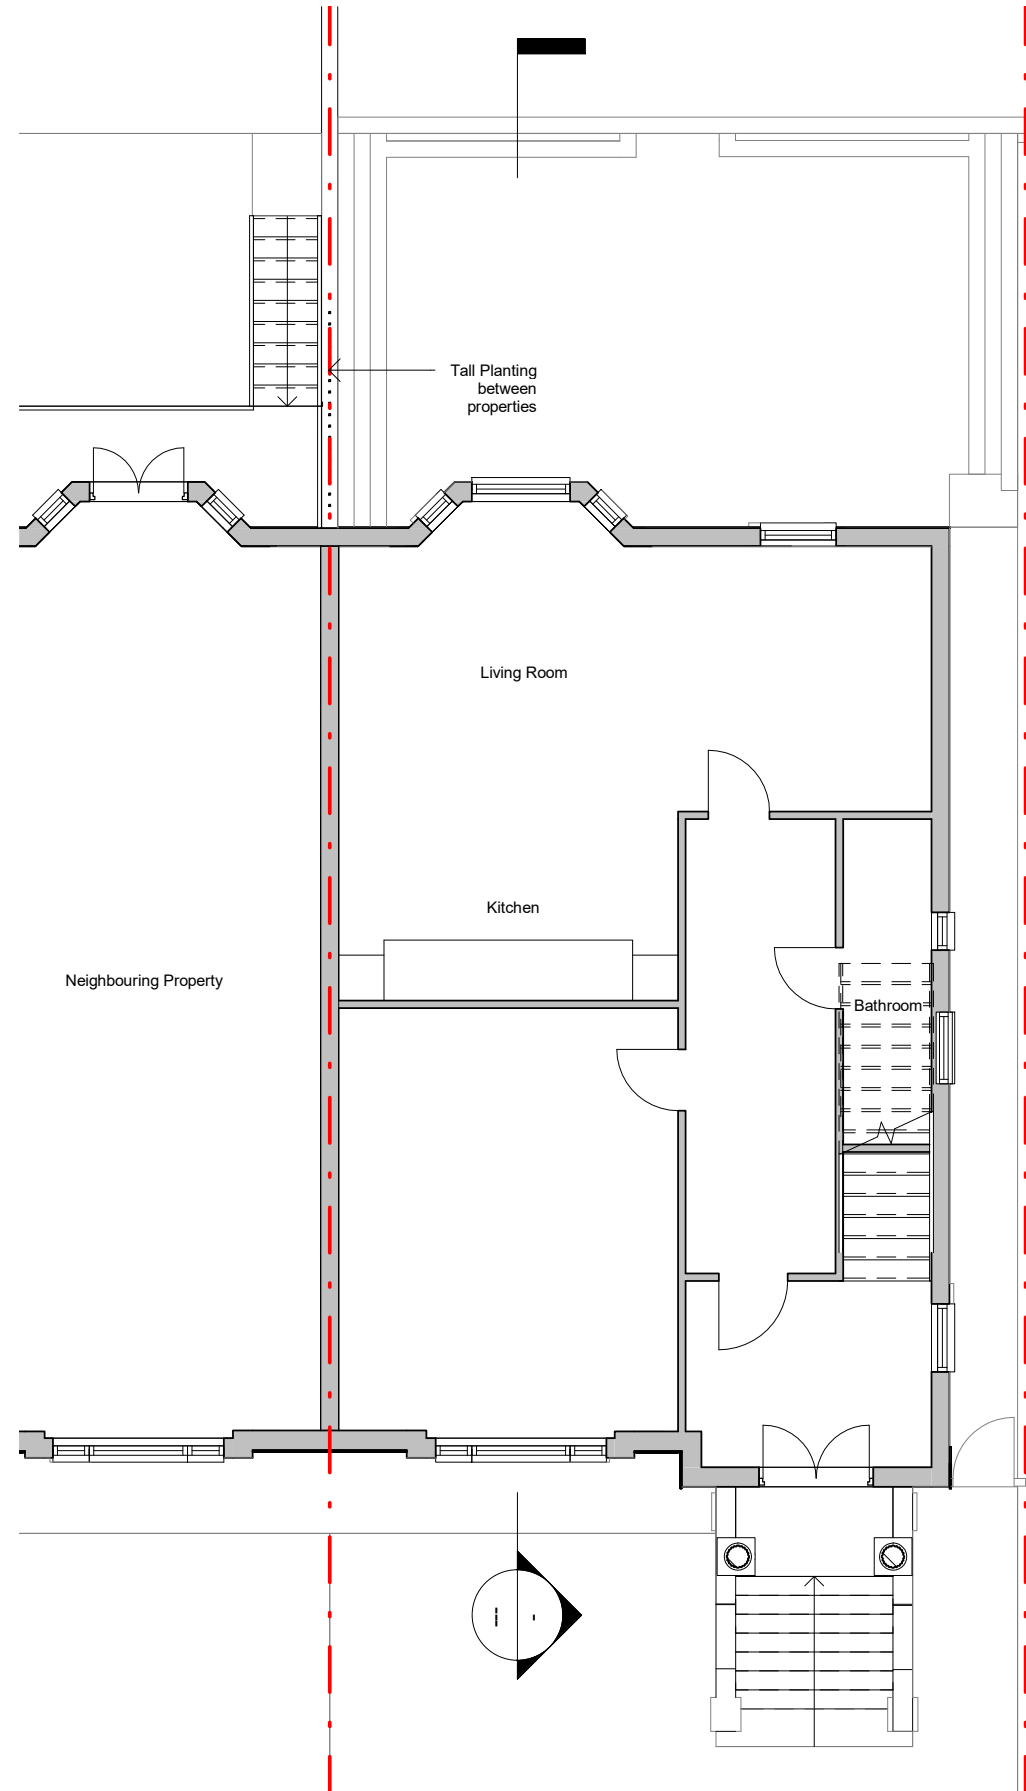 Tall Planting
between
properties
Living Room
Kitchen
Neighbouring Property
Bathroom